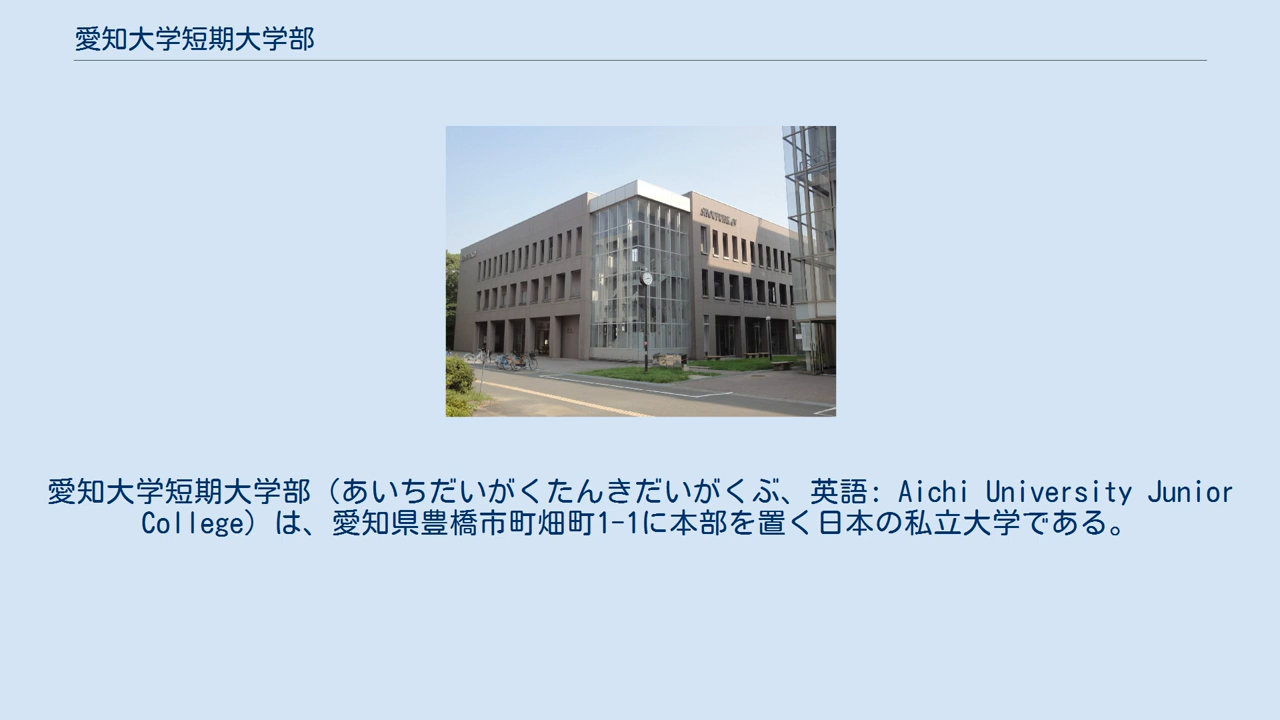 愛知大学短期大学部
愛知大学短期大学部（あいちだいがくたんきだいがくぶ、英語: Aichi University Junior
College）は、愛知県豊橋市町畑町1-1に本部を置く日本の私立大学である。